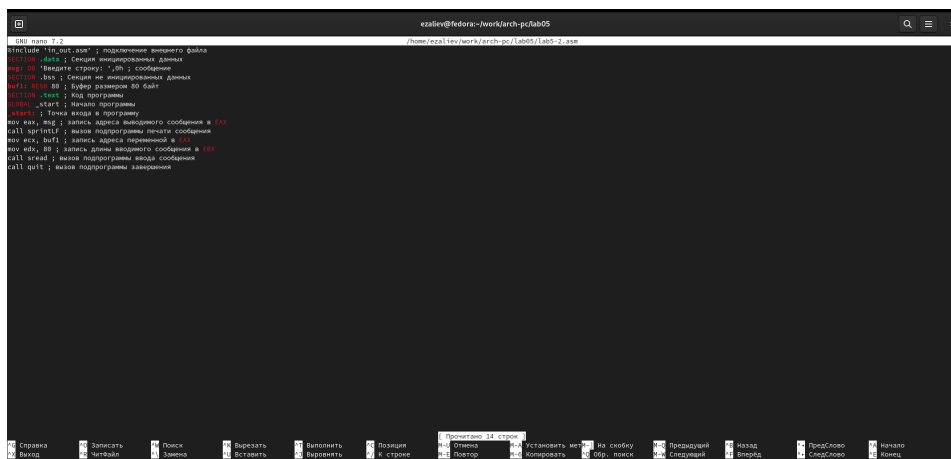 ezaliev@fedora:~/work/arch-pc/lab05
GNU nano 7.2 /home/ezaliev/work/arch-pc/lab05/lab5-2.asm
%include 'in_out.asm' ; подключение внешнего файла
SECTION .data ; Секция инициированных данных
msg: DB 'Введите строку: ',0h ; сообщение
SECTION .bss ; Секция не инициированных данных
buf1: RESB 80 ; Буфер размером 80 байт
SECTION .text ; Код программы
GLOBAL _start ; Начало программы
_start: ; Точка входа в программу
mov eax, msg ; запись адреса выводимого сообщения в EAX
call sprintLF ; вызов подпрограммы печати сообщения
mov ecx, buf1 ; запись адреса переменной в EAX
mov edx, 80 ; запись длины вводимого сообщения в EBX
call sread ; вызов подпрограммы ввода сообщения
call quit ; вызов подпрограммы завершения
[ Прочитано 14 строк ]
^G Справка ^O Записать ^W Поиск ^K Вырезать ^T Выполнить ^C Позиция M-U Отмена M-A Установить мет M-] На скобку M-Q Предыдущий ^B Назад ^◂ ПредСлово ^A Начало
^X Выход ^R ЧитФайл ^\ Замена ^U Вставить ^J Выровнять ^/ К строке M-E Повтор M-6 Копировать ^Q Обр. поиск M-W Следующий ^F Вперёд ^▸ СледСлово ^E Конец